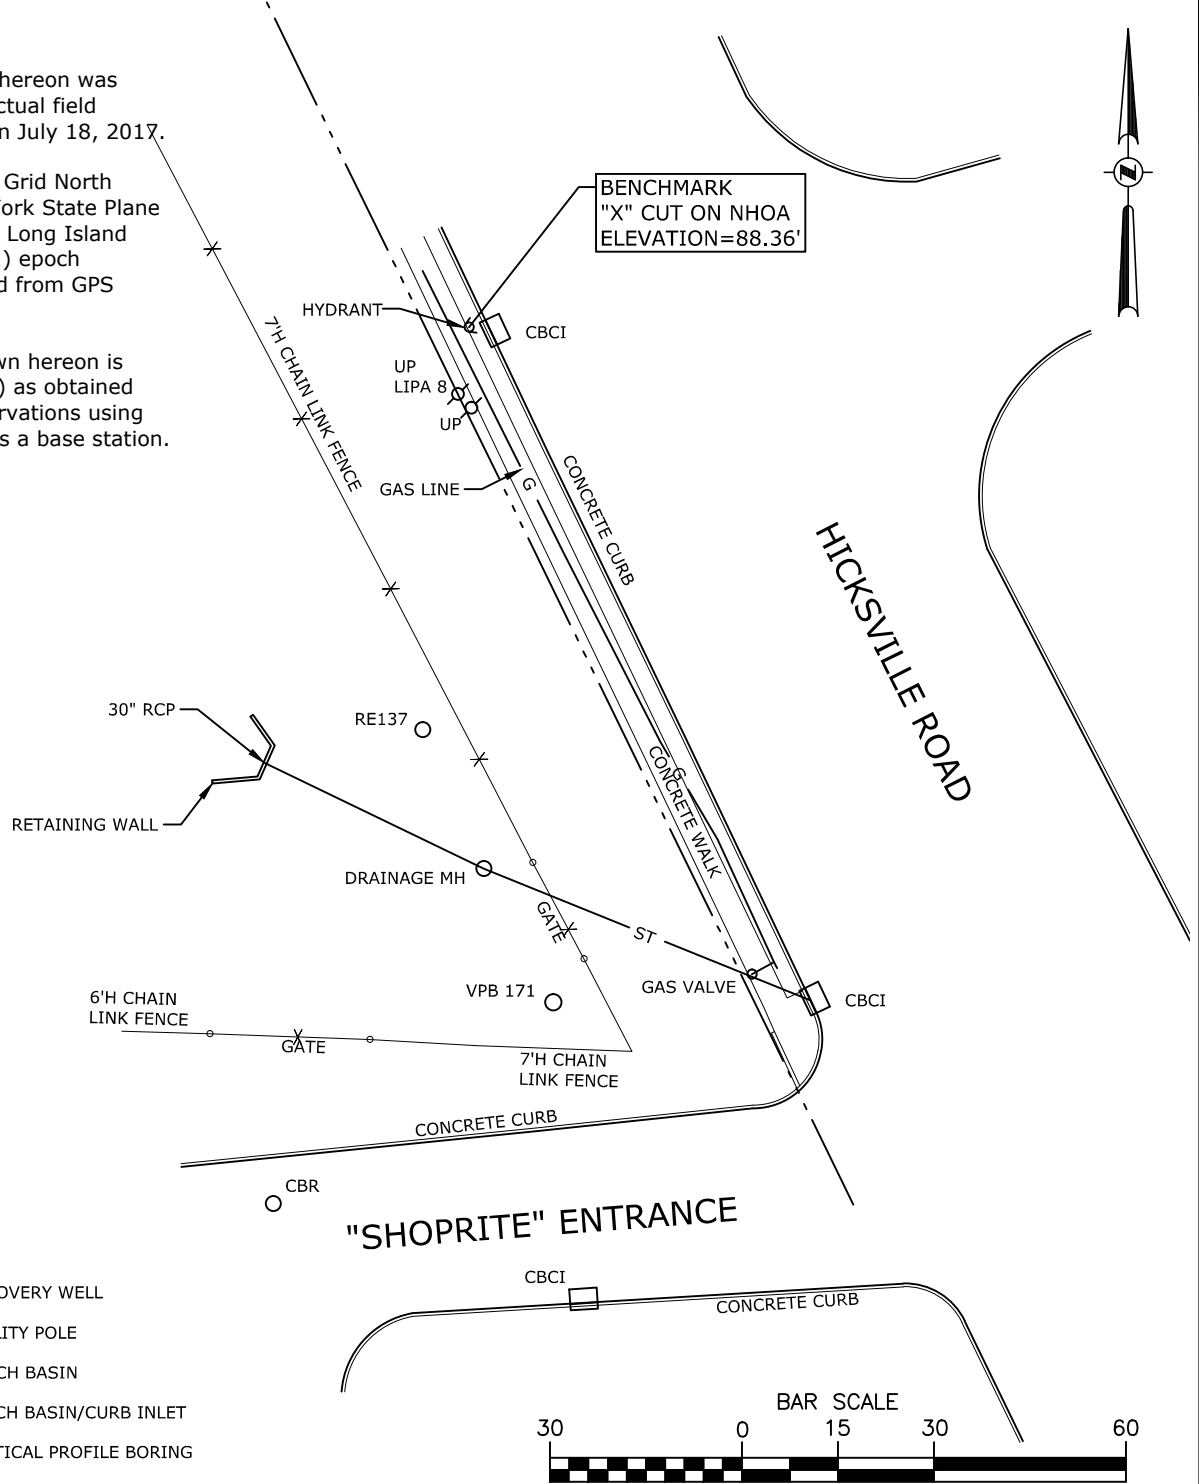 hereon was
ctual field
n July 18, 2017.
Grid North
ork State Plane
Long Island
.) epoch
d from GPS
wn hereon is
) as obtained
rvations using
s a base station.
BENCHMARK
"X" CUT ON NHOA
ELEVATION=88.36'
N
HYDRANT
CBCI
UP
LIPA 8
UP
7'H CHAIN LINK FENCE
GAS LINE
G
CONCRETE CURB
HICKSVILLE ROAD
30" RCP
RE137
RETAINING WALL
G
CONCRETE WALK
DRAINAGE MH
GATE
ST
GAS VALVE
CBCI
VPB 171
6'H CHAIN
LINK FENCE
GATE
7'H CHAIN
LINK FENCE
CONCRETE CURB
CBR
"SHOPRITE" ENTRANCE
CBCI
CONCRETE CURB
OVERY WELL
LITY POLE
CH BASIN
CH BASIN/CURB INLET
TICAL PROFILE BORING
BAR SCALE
30 0 15 30 60